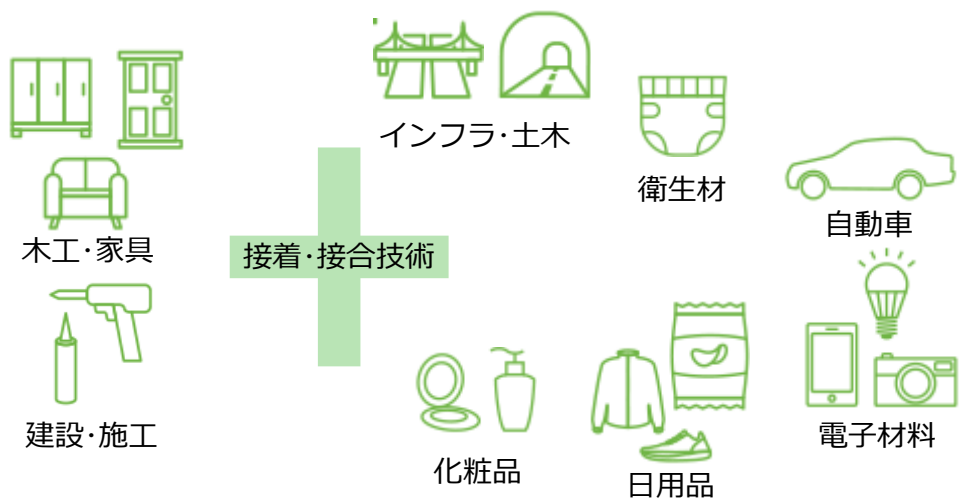 インフラ・土木
衛生材
自動車
木工・家具
接着・接合技術
建設・施工
電子材料
化粧品
日用品